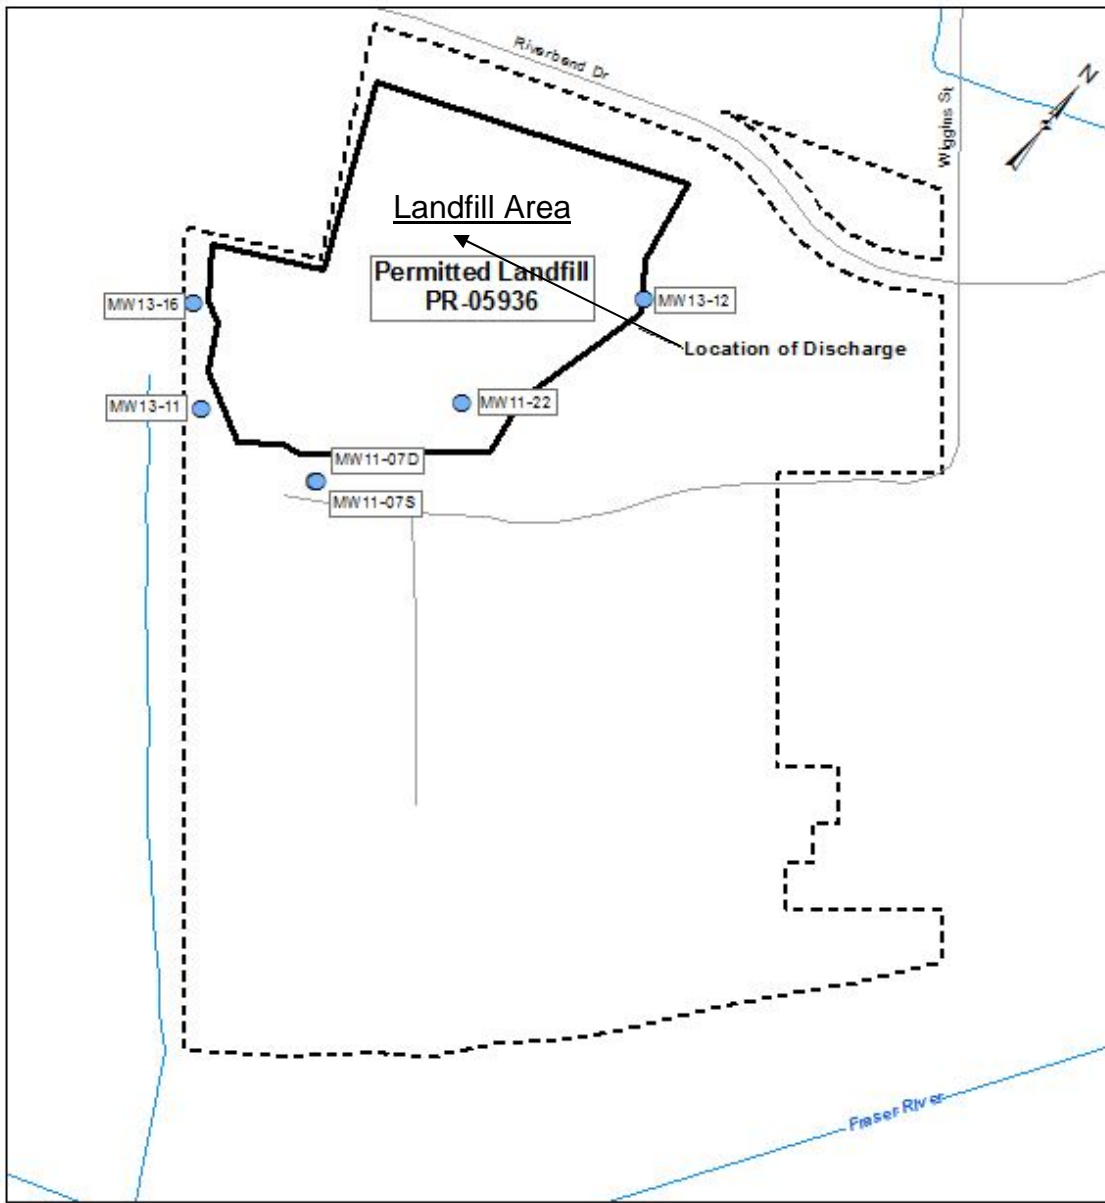 Riverbend Dr
N
Wiggins St
Landfill Area
Permitted Landfill
PR-05936
MW13-16
MW13-12
Location of Discharge
MW13-11
MW11-22
MW11-07D
MW11-07S
Fraser River